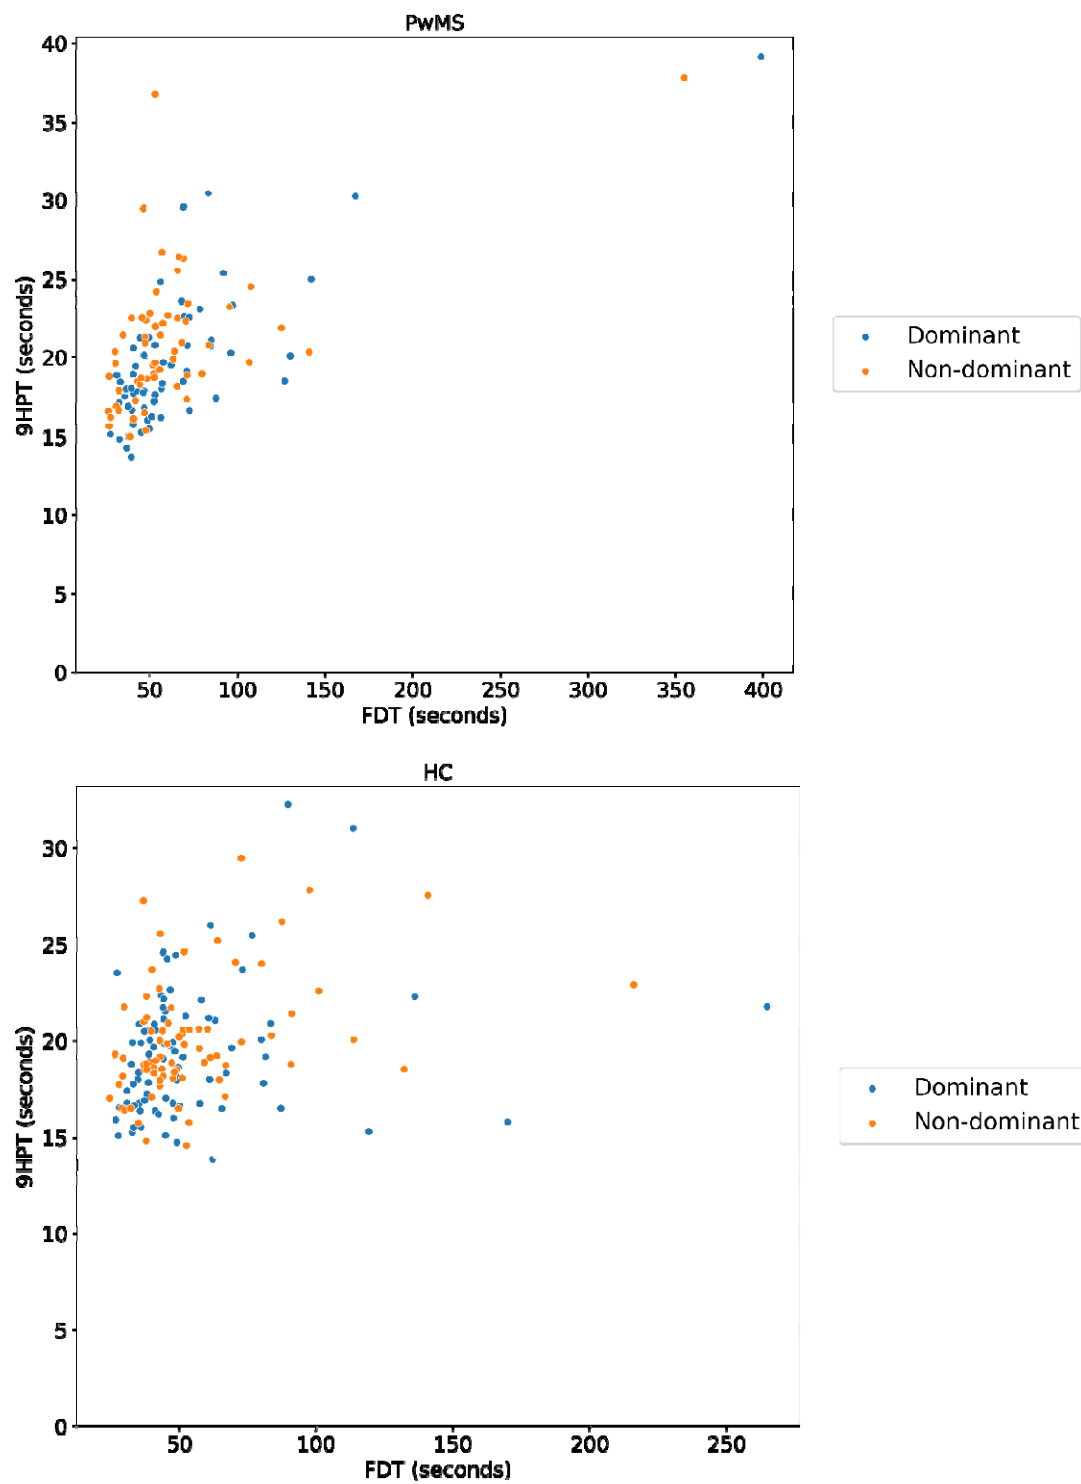 PwMS
40
35
30
25
20
15
10
5
0
9HPT (seconds)
50 100 150 200 250 300 350 400
FDT (seconds)
Dominant
Non-dominant
HC
30
25
20
15
10
5
0
9HPT (seconds)
50 100 150 200 250
FDT (seconds)
Dominant
Non-dominant